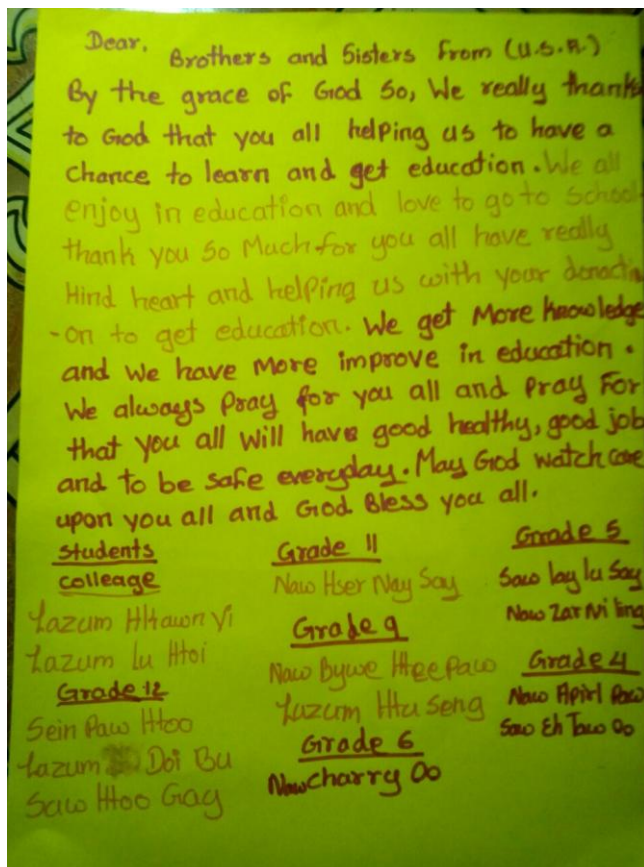 Dear, Brothers and Sisters from (U.S.A.)
By the grace of God So, We really thank
to God that you all helping us to have a
Chance to learn and get education. We all
enjoy in education and love to go to School
thank you So Much for you all have really
Hind heart and helping us with your donactin
-on to get education. We get More knowledge
and We have More improve in education.
We always Pray for you all and Pray For
that you all Will have good healthy, good job
and to be safe everyday. May God watch care
upon you all and God Bless you all.
Students
Colleage
Lazum Hkawn Yi
Lazum Lu Htoi
Grade 12
Sein Paw Htoo
Lazum Doi Bu
Saw Htoo Gay
Grade 11
Naw Hser Nay Say
Grade 9
Naw Bywe Htee Paw
Lazum Htu Seng
Grade 6
Naw Charry Oo
Grade 5
Saw lay lu Say
Naw Zar Ni ling
Grade 4
Naw Apirl Paw
Saw Eh Taw Oo